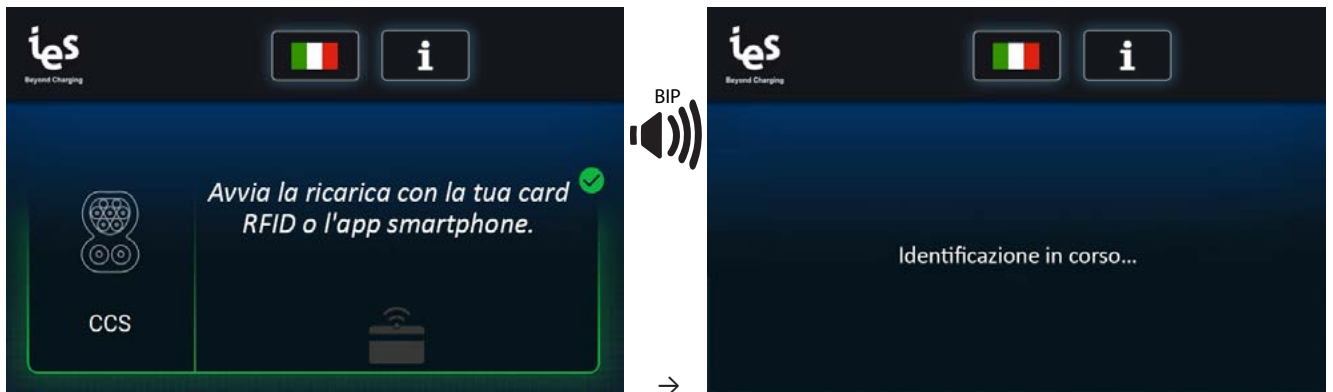 ies
Beyond Charging
i
Avvia la ricarica con la tua card
RFID o l'app smartphone.
CCS
BIP
→
ies
Beyond Charging
i
Identificazione in corso...